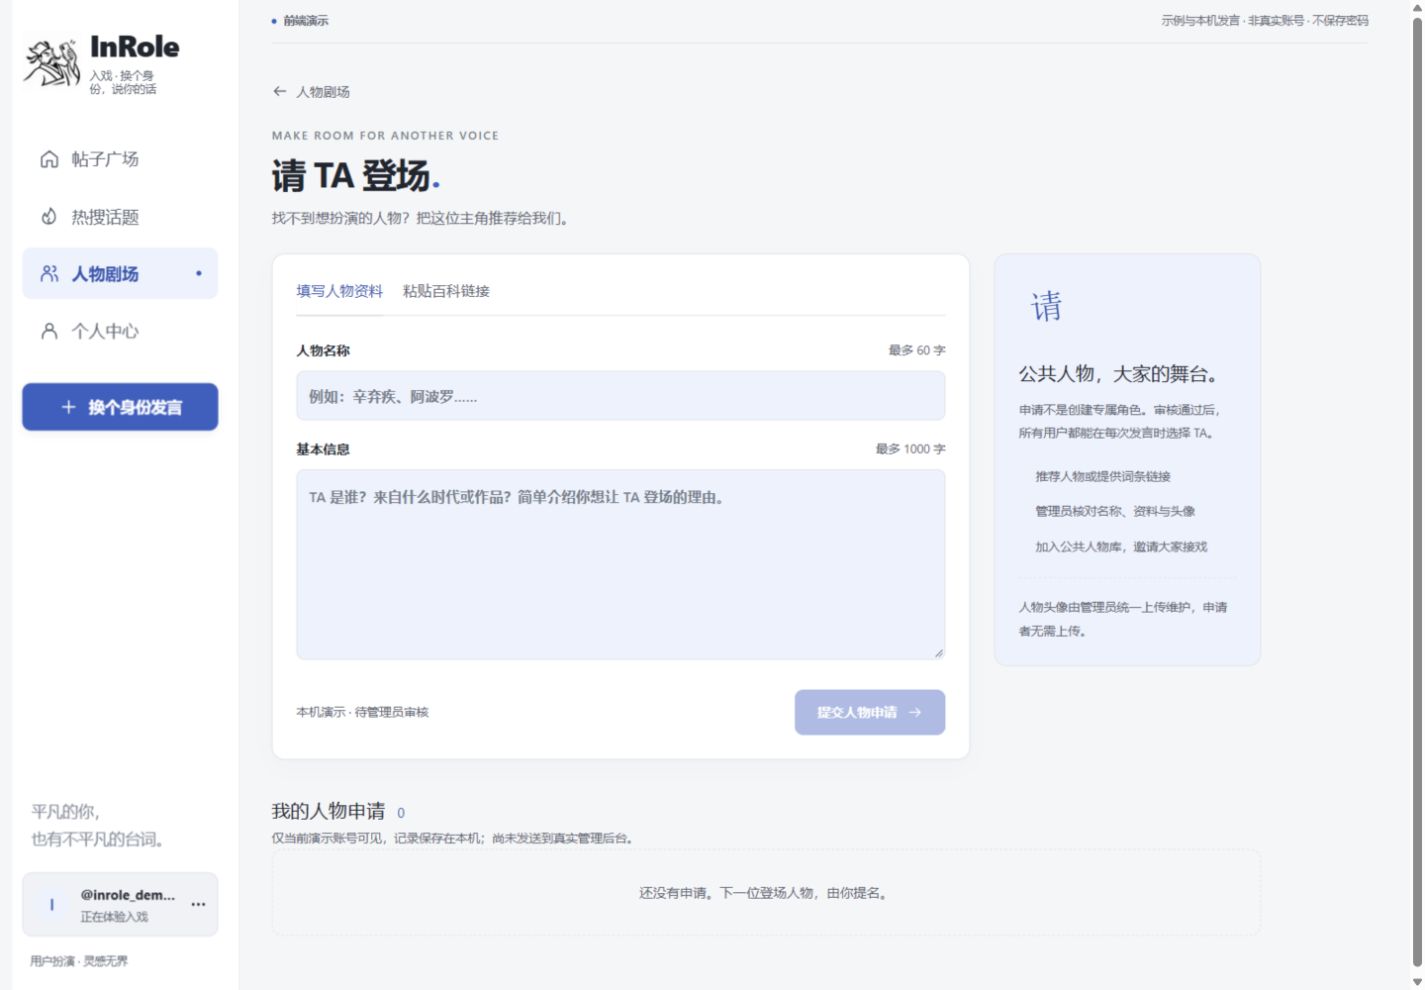 InRole
入戏 · 换个身
份，说你的话
帖子广场
热搜话题
人物剧场
个人中心
换个身份发言
平凡的你，
也有不平凡的台词。
I
@inrole_dem...
正在体验入戏
用户扮演 · 灵感无界
前端演示
示例与本机发言 · 非真实账号 · 不保存密码
人物剧场
MAKE ROOM FOR ANOTHER VOICE
请 TA 登场.
找不到想扮演的人物？把这位主角推荐给我们。
填写人物资料 粘贴百科链接
人物名称 最多 60 字
例如：辛弃疾、阿波罗……
基本信息 最多 1000 字
TA 是谁？来自什么时代或作品？简单介绍你想让 TA 登场的理由。
本机演示 · 待管理员审核
提交人物申请
请
公共人物，大家的舞台。
申请不是创建专属角色。审核通过后，
所有用户都能在每次发言时选择 TA。
推荐人物或提供词条链接
管理员核对名称、资料与头像
加入公共人物库，邀请大家接戏
人物头像由管理员统一上传维护，申请
者无需上传。
我的人物申请 0
仅当前演示账号可见，记录保存在本机；尚未发送到真实管理后台。
还没有申请。下一位登场人物，由你提名。